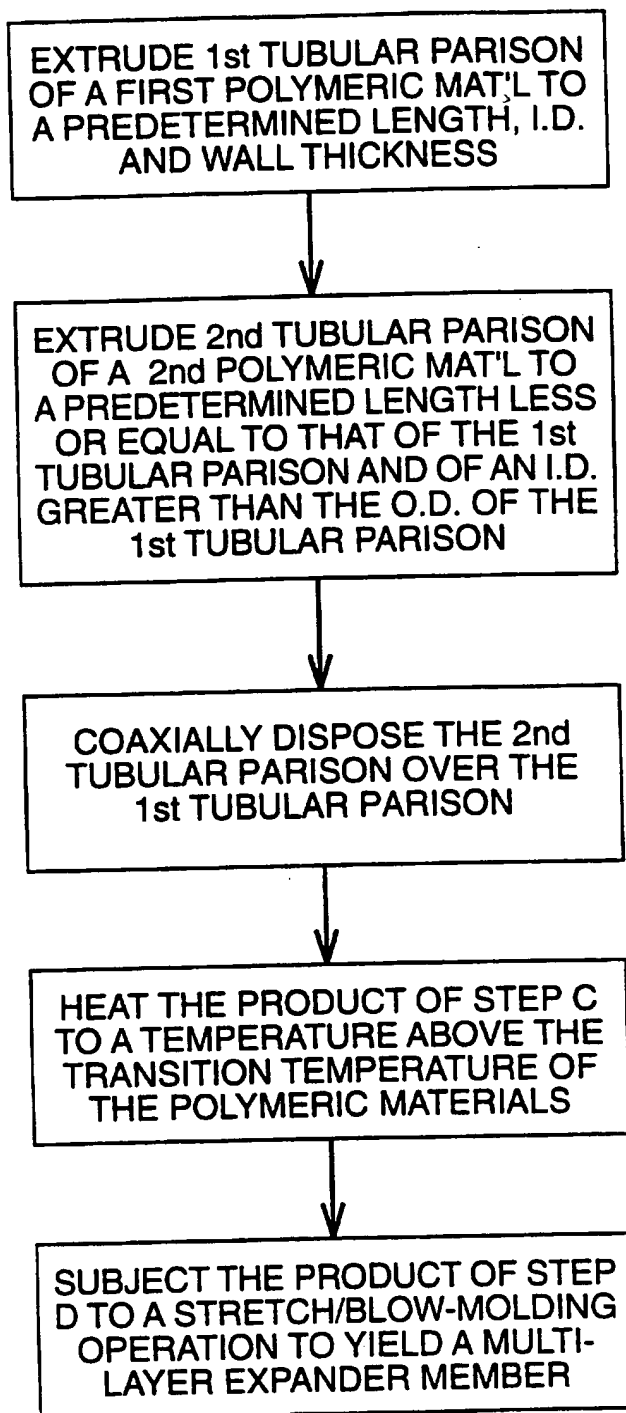 EXTRUDE 1st TUBULAR PARISON
OF A FIRST POLYMERIC MAT'L TO
A PREDETERMINED LENGTH, I.D.
AND WALL THICKNESS
EXTRUDE 2nd TUBULAR PARISON
OF A 2nd POLYMERIC MAT'L TO
A PREDETERMINED LENGTH LESS
OR EQUAL TO THAT OF THE 1st
TUBULAR PARISON AND OF AN I.D.
GREATER THAN THE O.D. OF THE
1st TUBULAR PARISON
COAXIALLY DISPOSE THE 2nd
TUBULAR PARISON OVER THE
1st TUBULAR PARISON
HEAT THE PRODUCT OF STEP C
TO A TEMPERATURE ABOVE THE
TRANSITION TEMPERATURE OF
THE POLYMERIC MATERIALS
SUBJECT THE PRODUCT OF STEP
D TO A STRETCH/BLOW-MOLDING
OPERATION TO YIELD A MULTI-
LAYER EXPANDER MEMBER